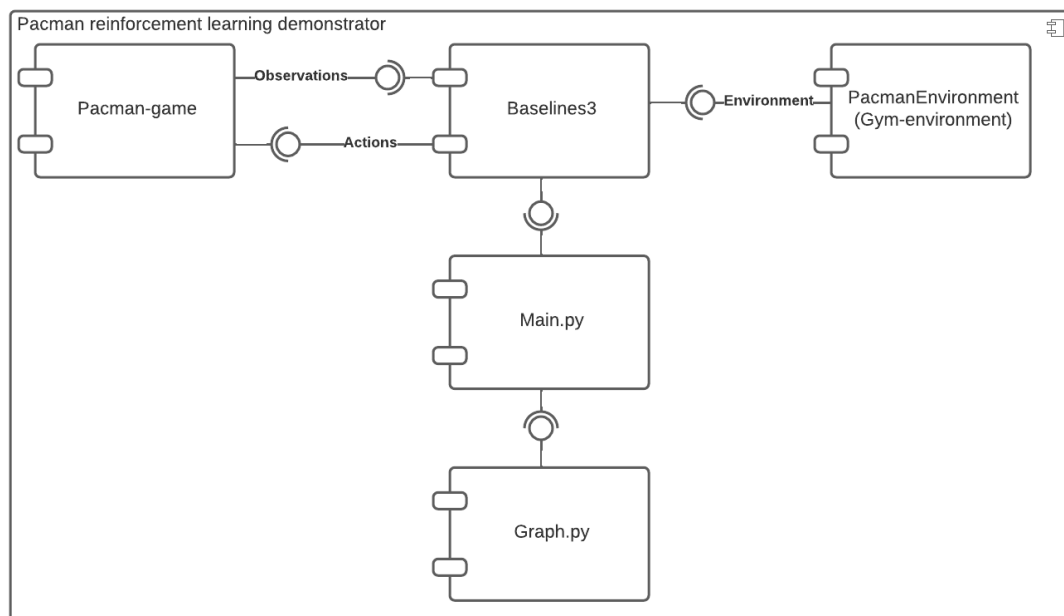 Pacman reinforcement learning demonstrator
Pacman-game
Observations
Actions
Baselines3
Environment
PacmanEnvironment
(Gym-environment)
Main.py
Graph.py